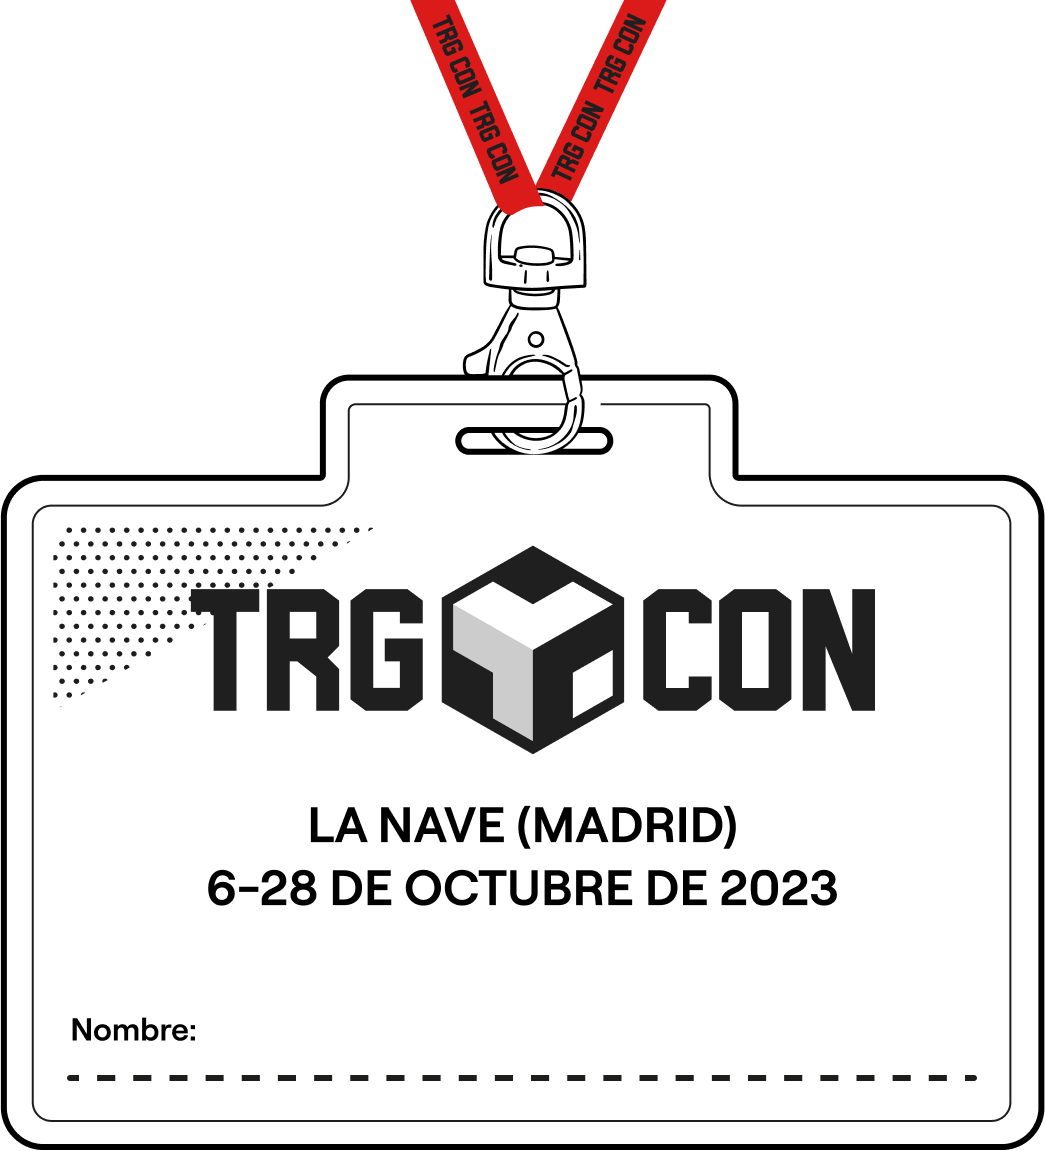 TRG CON TRG CON
TRG CON TRG CON
TRG CON
LA NAVE (MADRID)
6-28 DE OCTUBRE DE 2023
Nombre: